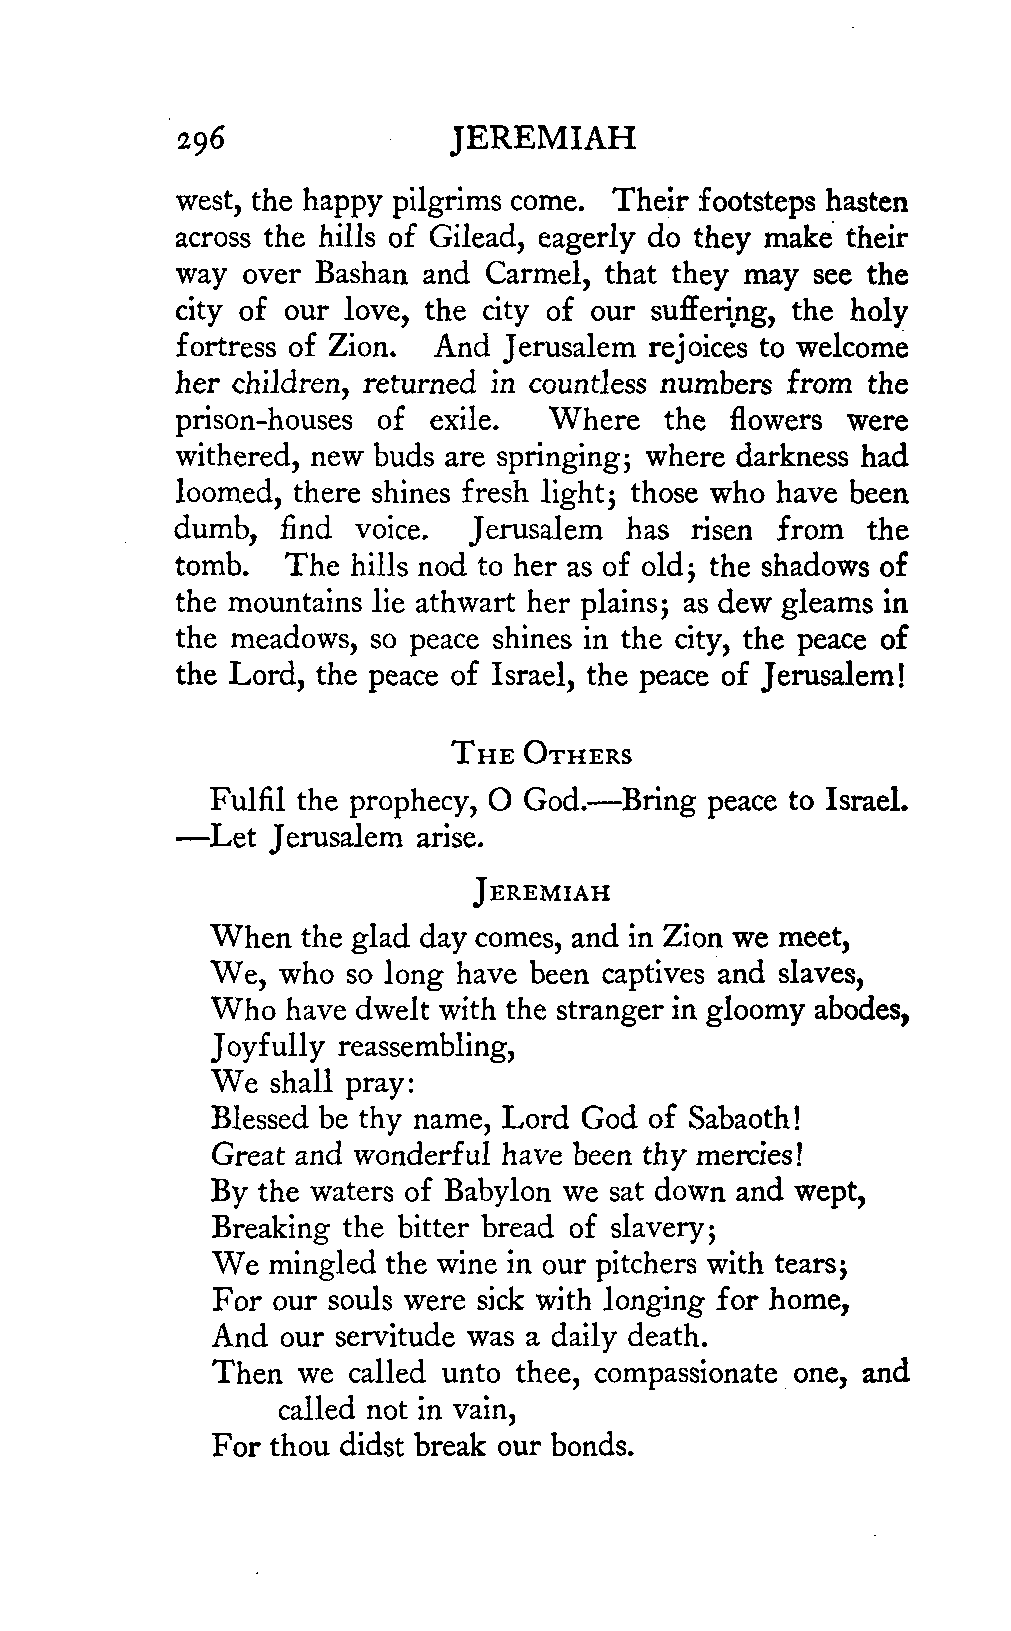 296 JEREMIAH
west, the happy pilgrims come. Their footsteps hasten
across the hills of Gilead, eagerly do they make their
way over Bashan and Carmel, that they may see the
city of our love, the city of our suffering, the holy
fortress of Zion. And Jerusalem rejoices to welcome
her children, returned in countless numbers from the
prison-houses of exile. Where the flowers were
withered, new buds are springing; where darkness had
loomed, there shines fresh light; those who have been
dumb, find voice. Jerusalem has risen from the
tomb. The hills nod to her as of old; the shadows of
the mountains lie athwart her plains; as dew gleams in
the meadows, so peace shines in the city, the peace of
the Lord, the peace of Israel, the peace of Jerusalem!
THE OTHERS
Fulfil the prophecy, O God.—Bring peace to Israel.
—Let Jerusalem arise.
JEREMIAH
When the glad day comes, and in Zion we meet,
We, who so long have been captives and slaves,
Who have dwelt with the stranger in gloomy abodes,
Joyfully reassembling,
We shall pray:
Blessed be thy name, Lord God of Sabaoth!
Great and wonderful have been thy mercies!
By the waters of Babylon we sat down and wept,
Breaking the bitter bread of slavery;
We mingled the wine in our pitchers with tears;
For our souls were sick with longing for home,
And our servitude was a daily death.
Then we called unto thee, compassionate one, and
called not in vain,
For thou didst break our bonds.